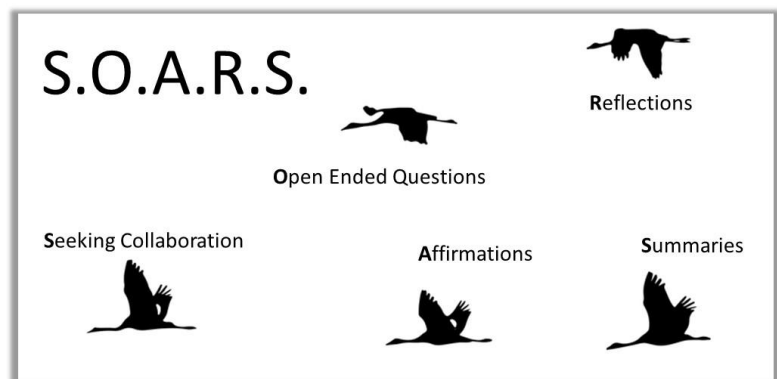 S.O.A.R.S.
Reflections
Open Ended Questions
Seeking Collaboration
Affirmations
Summaries